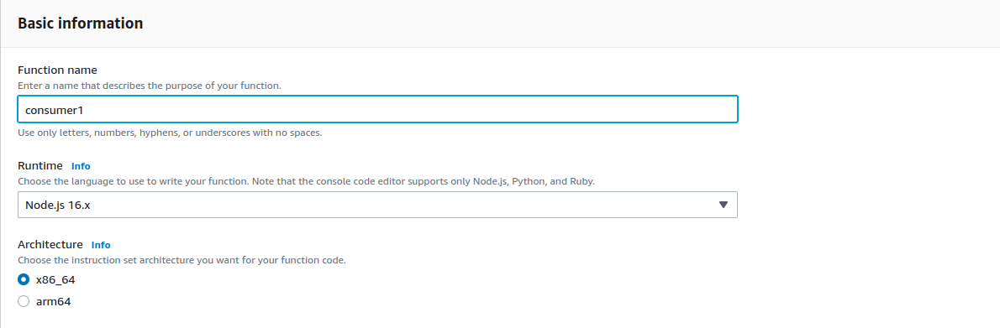 Basic information
Function name
Enter a name that describes the purpose of your function.
consumer1
Use only letters, numbers, hyphens, or underscores with no spaces.
Runtime Info
Choose the language to use to write your function. Note that the console code editor supports only Node.js, Python, and Ruby.
Node.js 16.x
Architecture Info
Choose the instruction set architecture you want for your function code.
x86_64
arm64